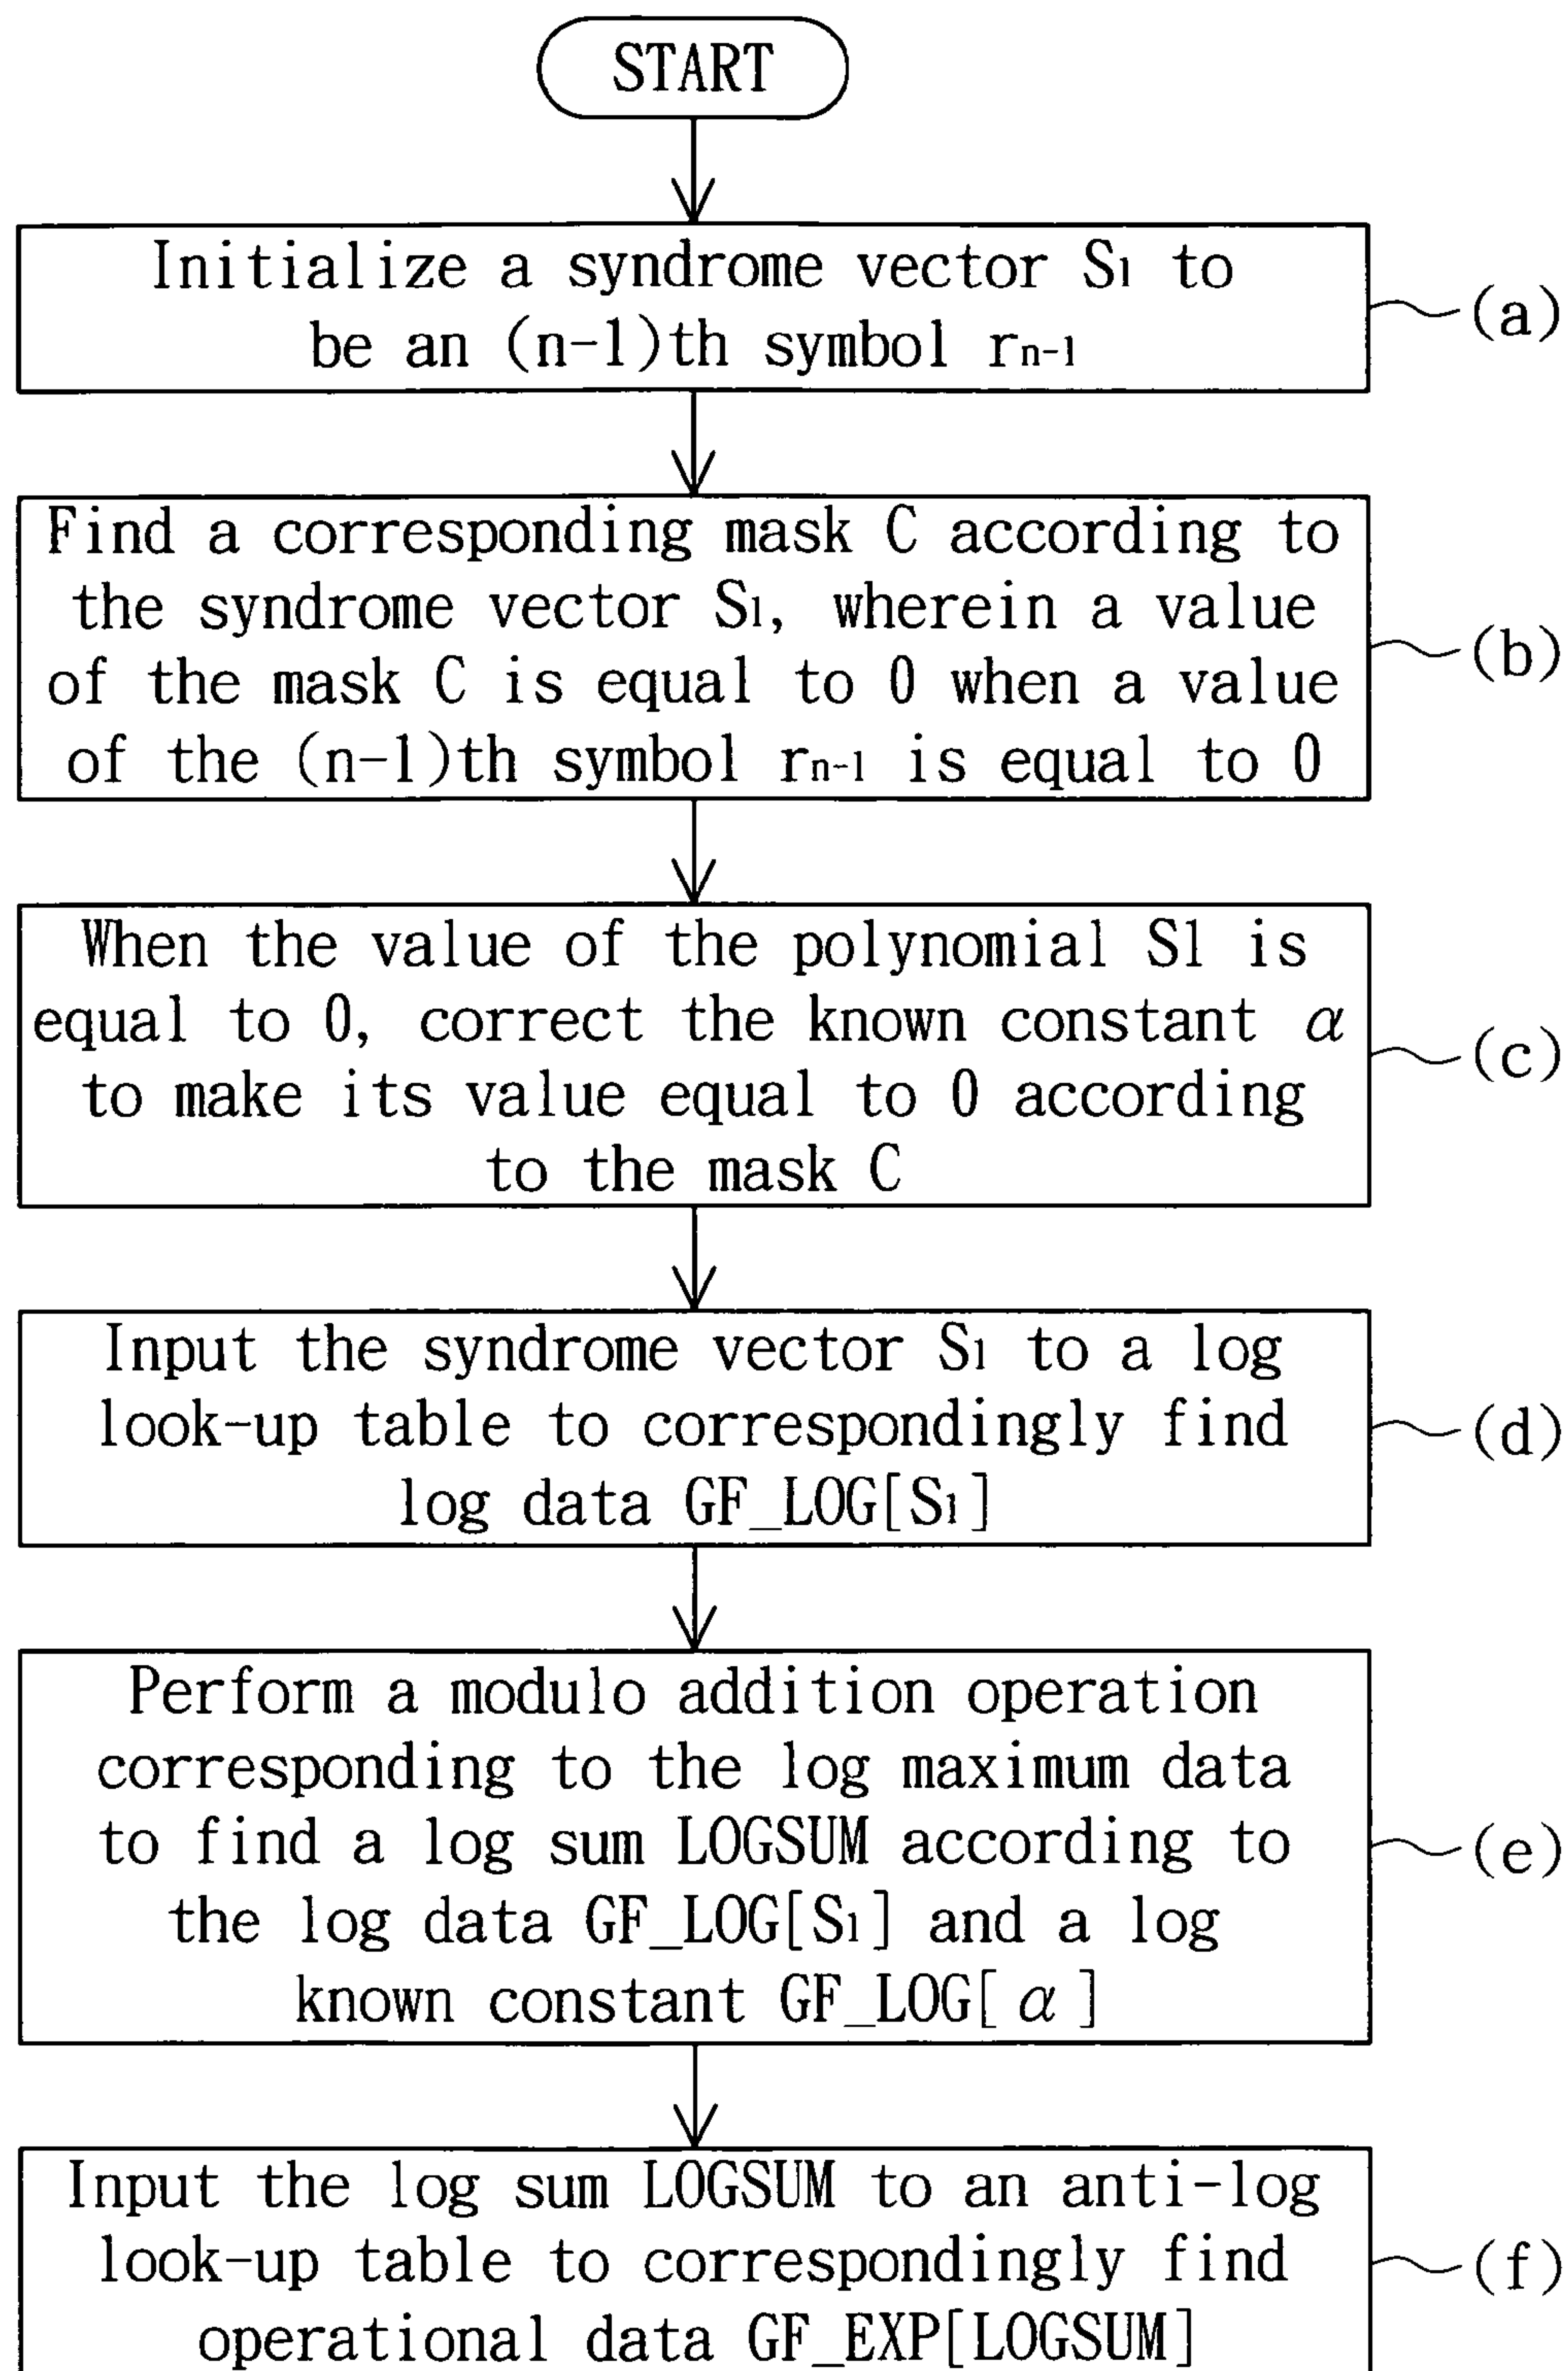 START
Initialize a syndrome vector S1 to
be an (n-1)th symbol rn-1
(a)
Find a corresponding mask C according to
the syndrome vector S1, wherein a value
of the mask C is equal to 0 when a value
of the (n-1)th symbol rn-1 is equal to 0
(b)
When the value of the polynomial S1 is
equal to 0, correct the known constant α
to make its value equal to 0 according
to the mask C
(c)
Input the syndrome vector S1 to a log
look-up table to correspondingly find
log data GF_LOG[S1]
(d)
Perform a modulo addition operation
corresponding to the log maximum data
to find a log sum LOGSUM according to
the log data GF_LOG[S1] and a log
known constant GF_LOG[ α ]
(e)
Input the log sum LOGSUM to an anti-log
look-up table to correspondingly find
operational data GF_EXP[LOGSUM]
(f)